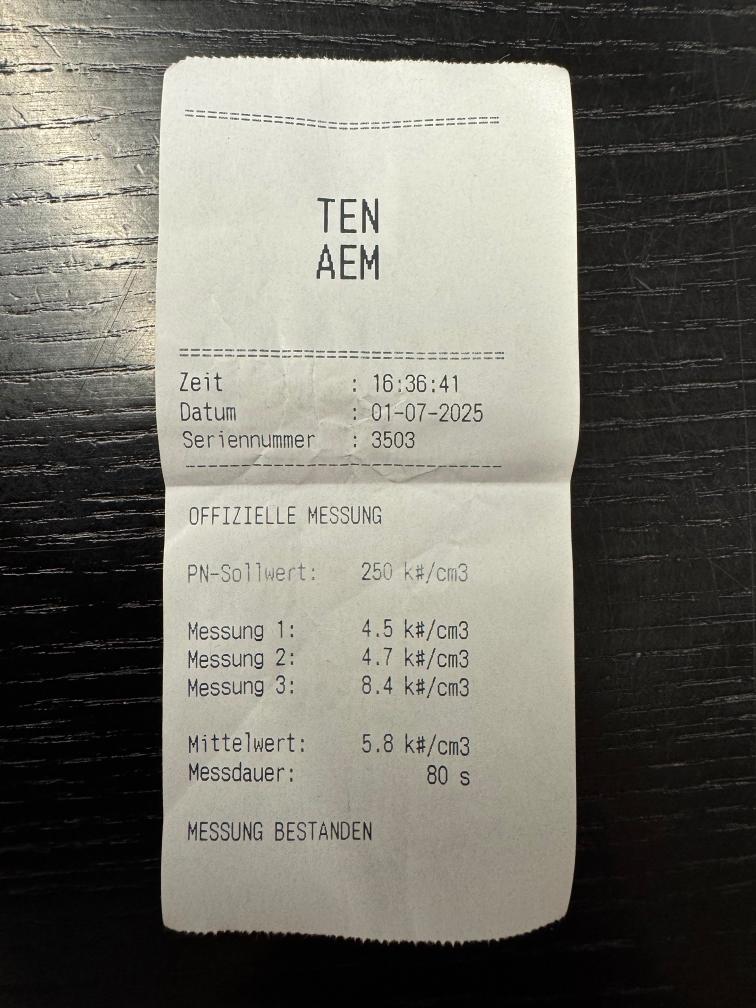 ================================
TEN
AEM
================================
Zeit : 16:36:41
Datum : 01-07-2025
Seriennummer : 3503
--------------------------------
OFFIZIELLE MESSUNG
PN-Sollwert: 250 k#/cm3
Messung 1: 4.5 k#/cm3
Messung 2: 4.7 k#/cm3
Messung 3: 8.4 k#/cm3
Mittelwert: 5.8 k#/cm3
Messdauer: 80 s
MESSUNG BESTANDEN